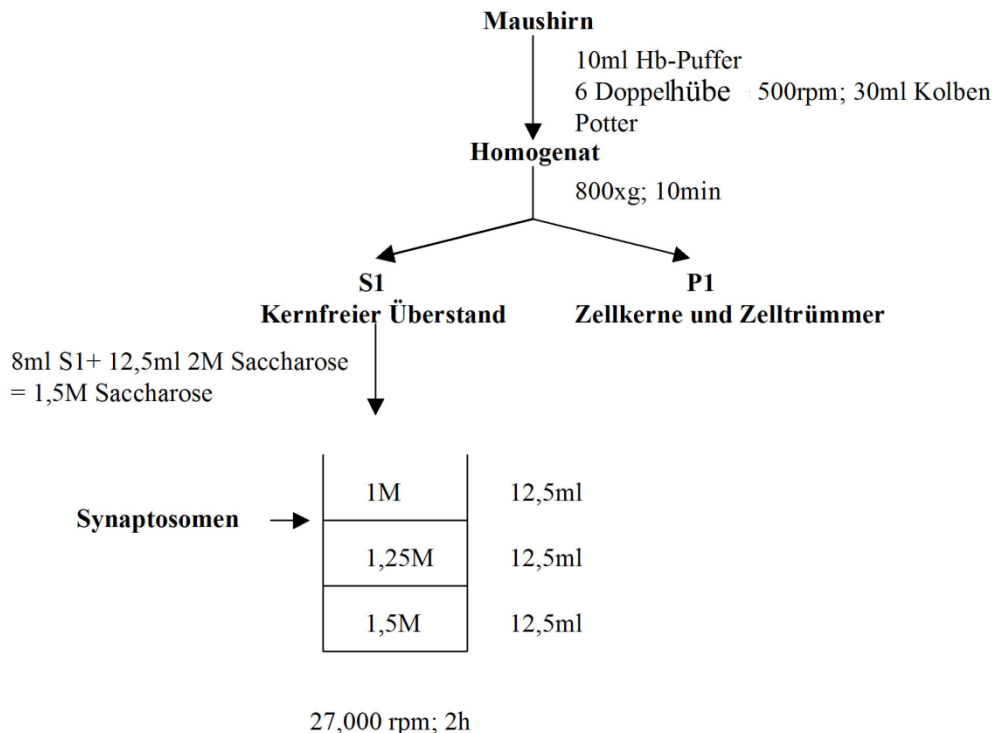 Maushirn
10ml Hb-Puffer
6 Doppelhübe 500rpm; 30ml Kolben
Potter
Homogenat
800xg; 10min
S1
Kernfreier Überstand
P1
Zellkerne und Zelltrümmer
8ml S1+ 12,5ml 2M Saccharose
= 1,5M Saccharose
1M 12,5ml
Synaptosomen
1,25M 12,5ml
1,5M 12,5ml
27,000 rpm; 2h